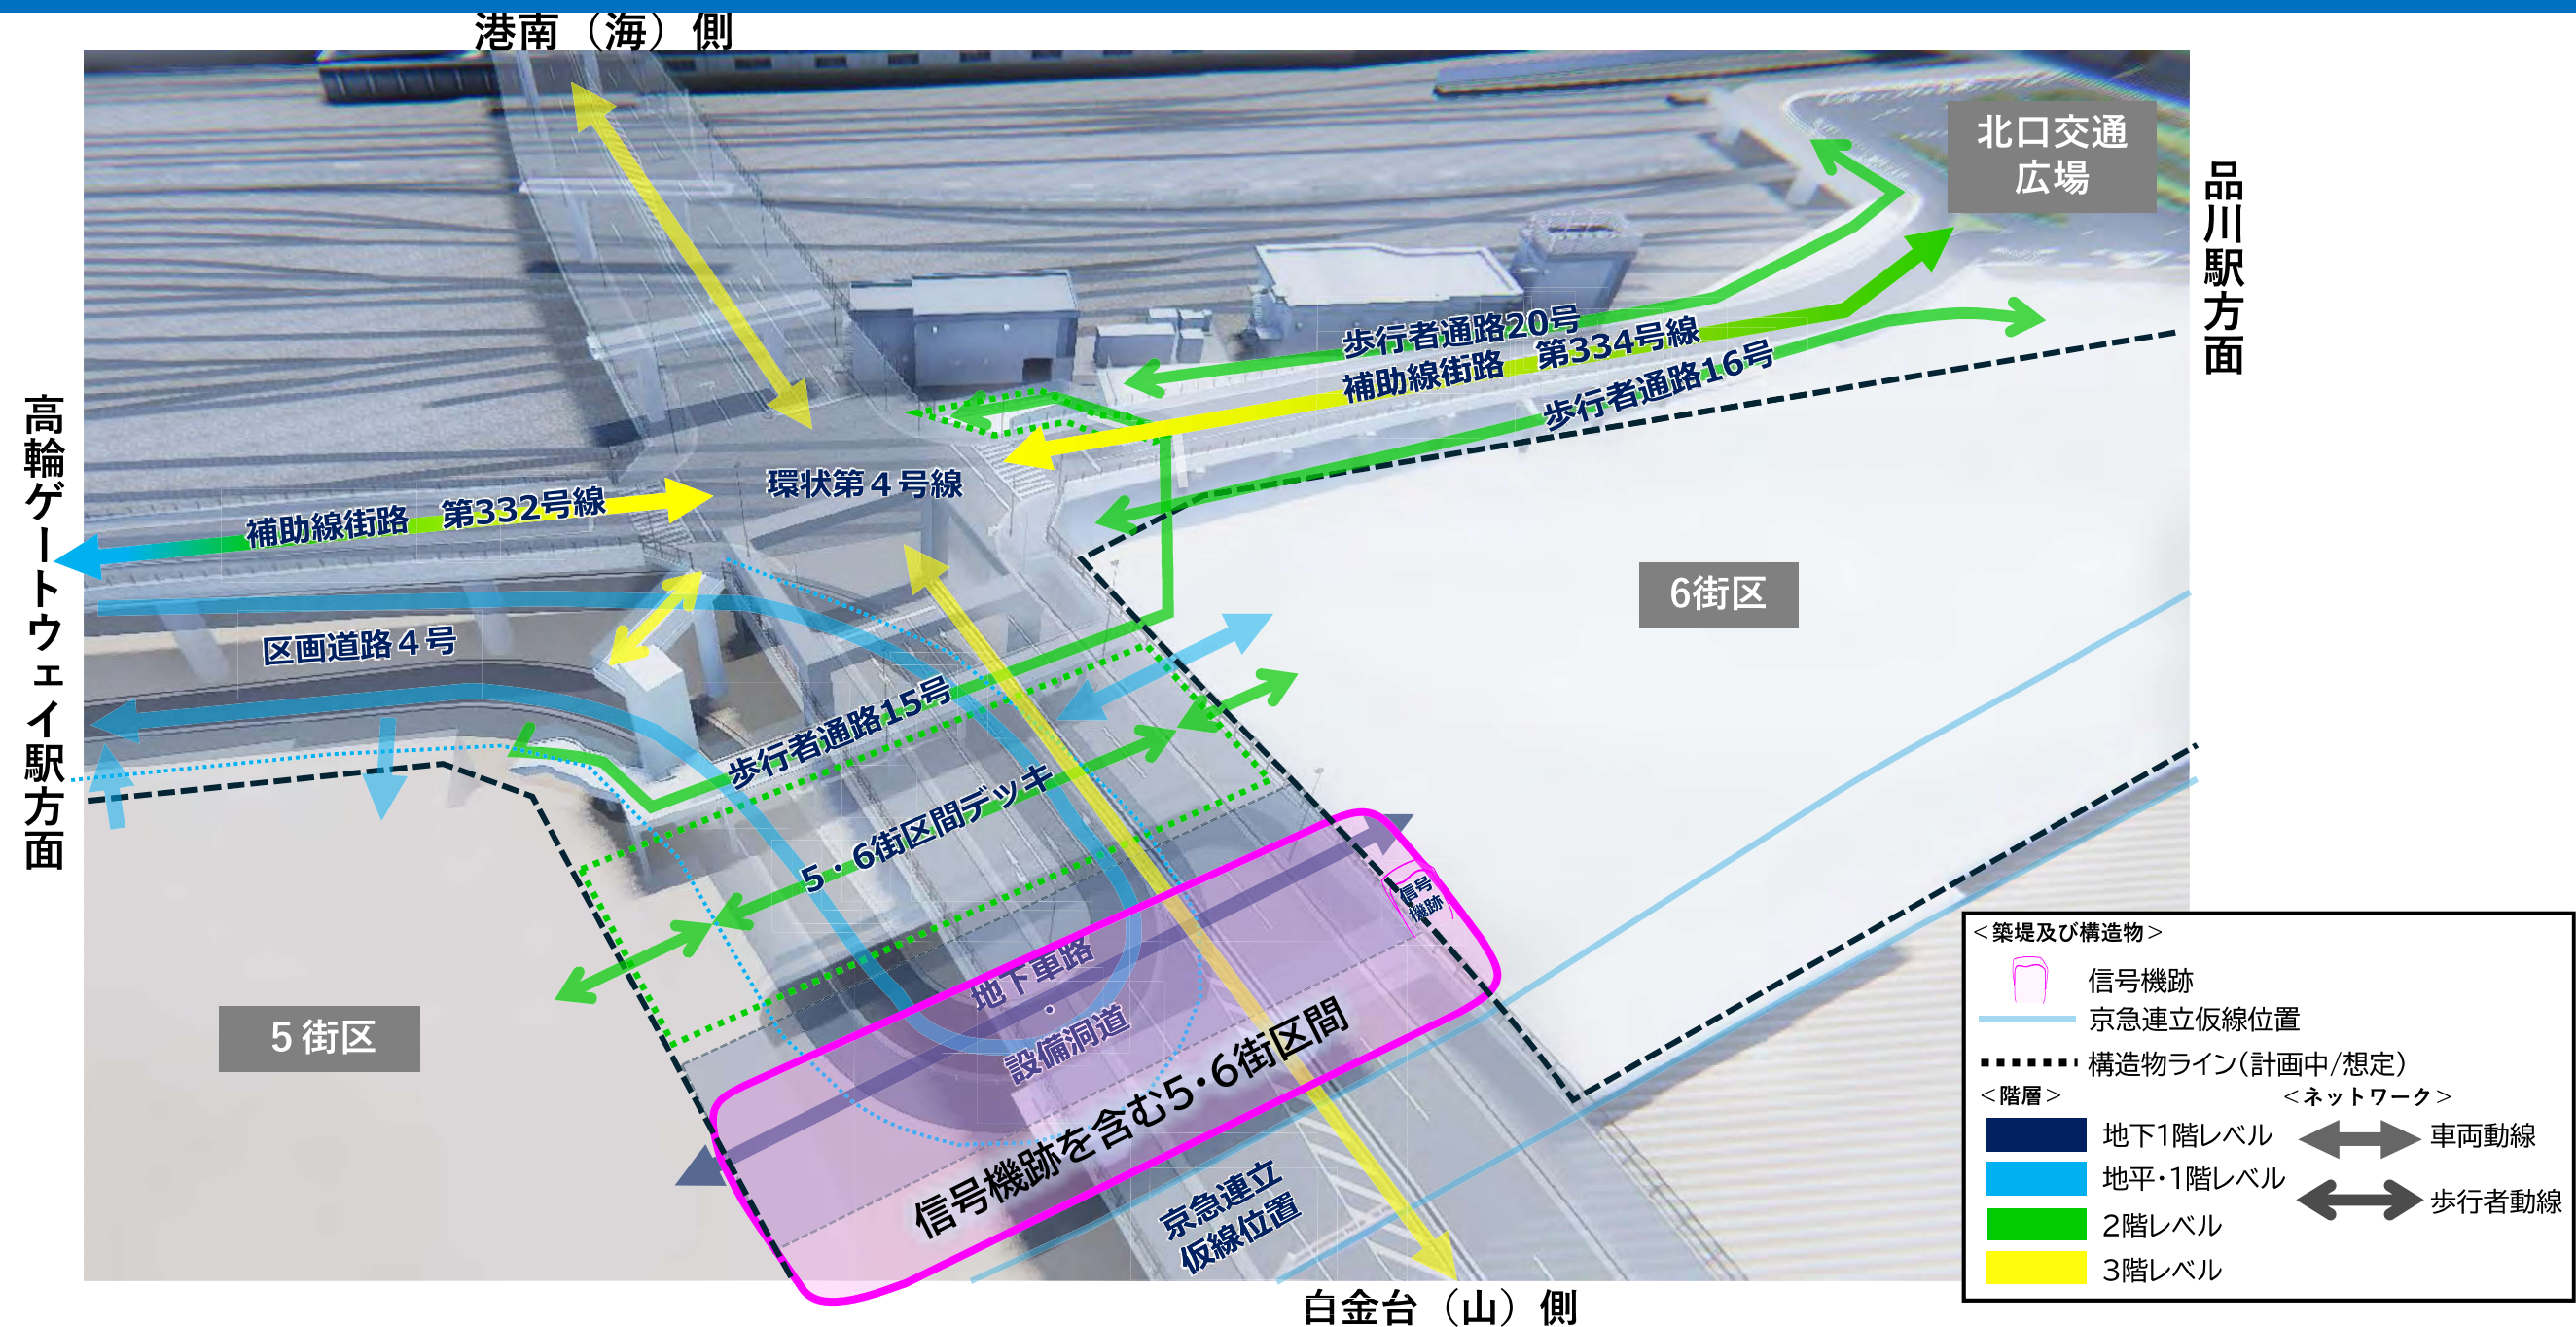 港南（海）側
北口交通
広場
品川駅方面
歩行者通路20号
補助線街路　第334号線
歩行者通路16号
高輪ゲートウェイ駅方面
環状第４号線
補助線街路　第332号線
6街区
区画道路４号
歩行者通路15号
5・6街区間デッキ
信号
機跡
地下車路
・
設備洞道
信号機跡を含む5・6街区間
５街区
京急連立
仮線位置
白金台（山）側
＜築堤及び構造物＞
信号機跡
京急連立仮線位置
構造物ライン（計画中/想定）
＜階層＞
地下1階レベル
地平・1階レベル
2階レベル
3階レベル
＜ネットワーク＞
車両動線
歩行者動線